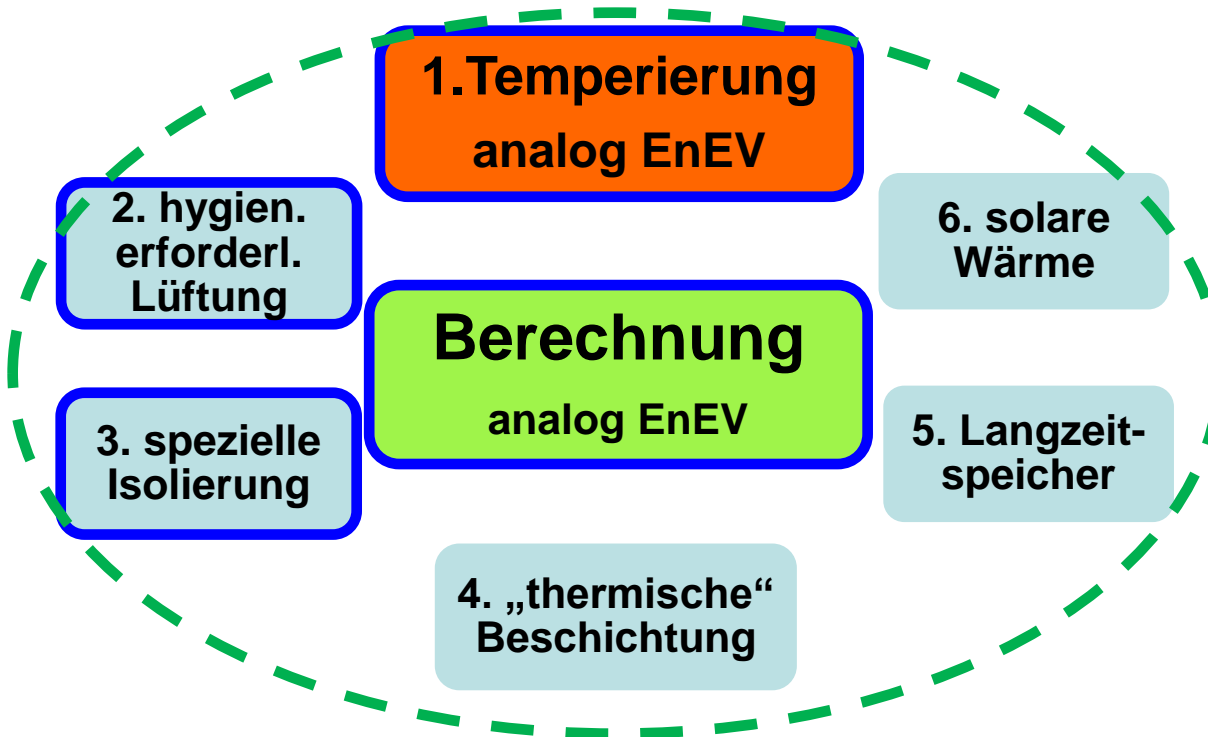 1.Temperierung
analog EnEV
2. hygien.
erforderl.
Lüftung
6. solare
Wärme
Berechnung
analog EnEV
3. spezielle
Isolierung
5. Langzeit-
speicher
4. „thermische“
Beschichtung